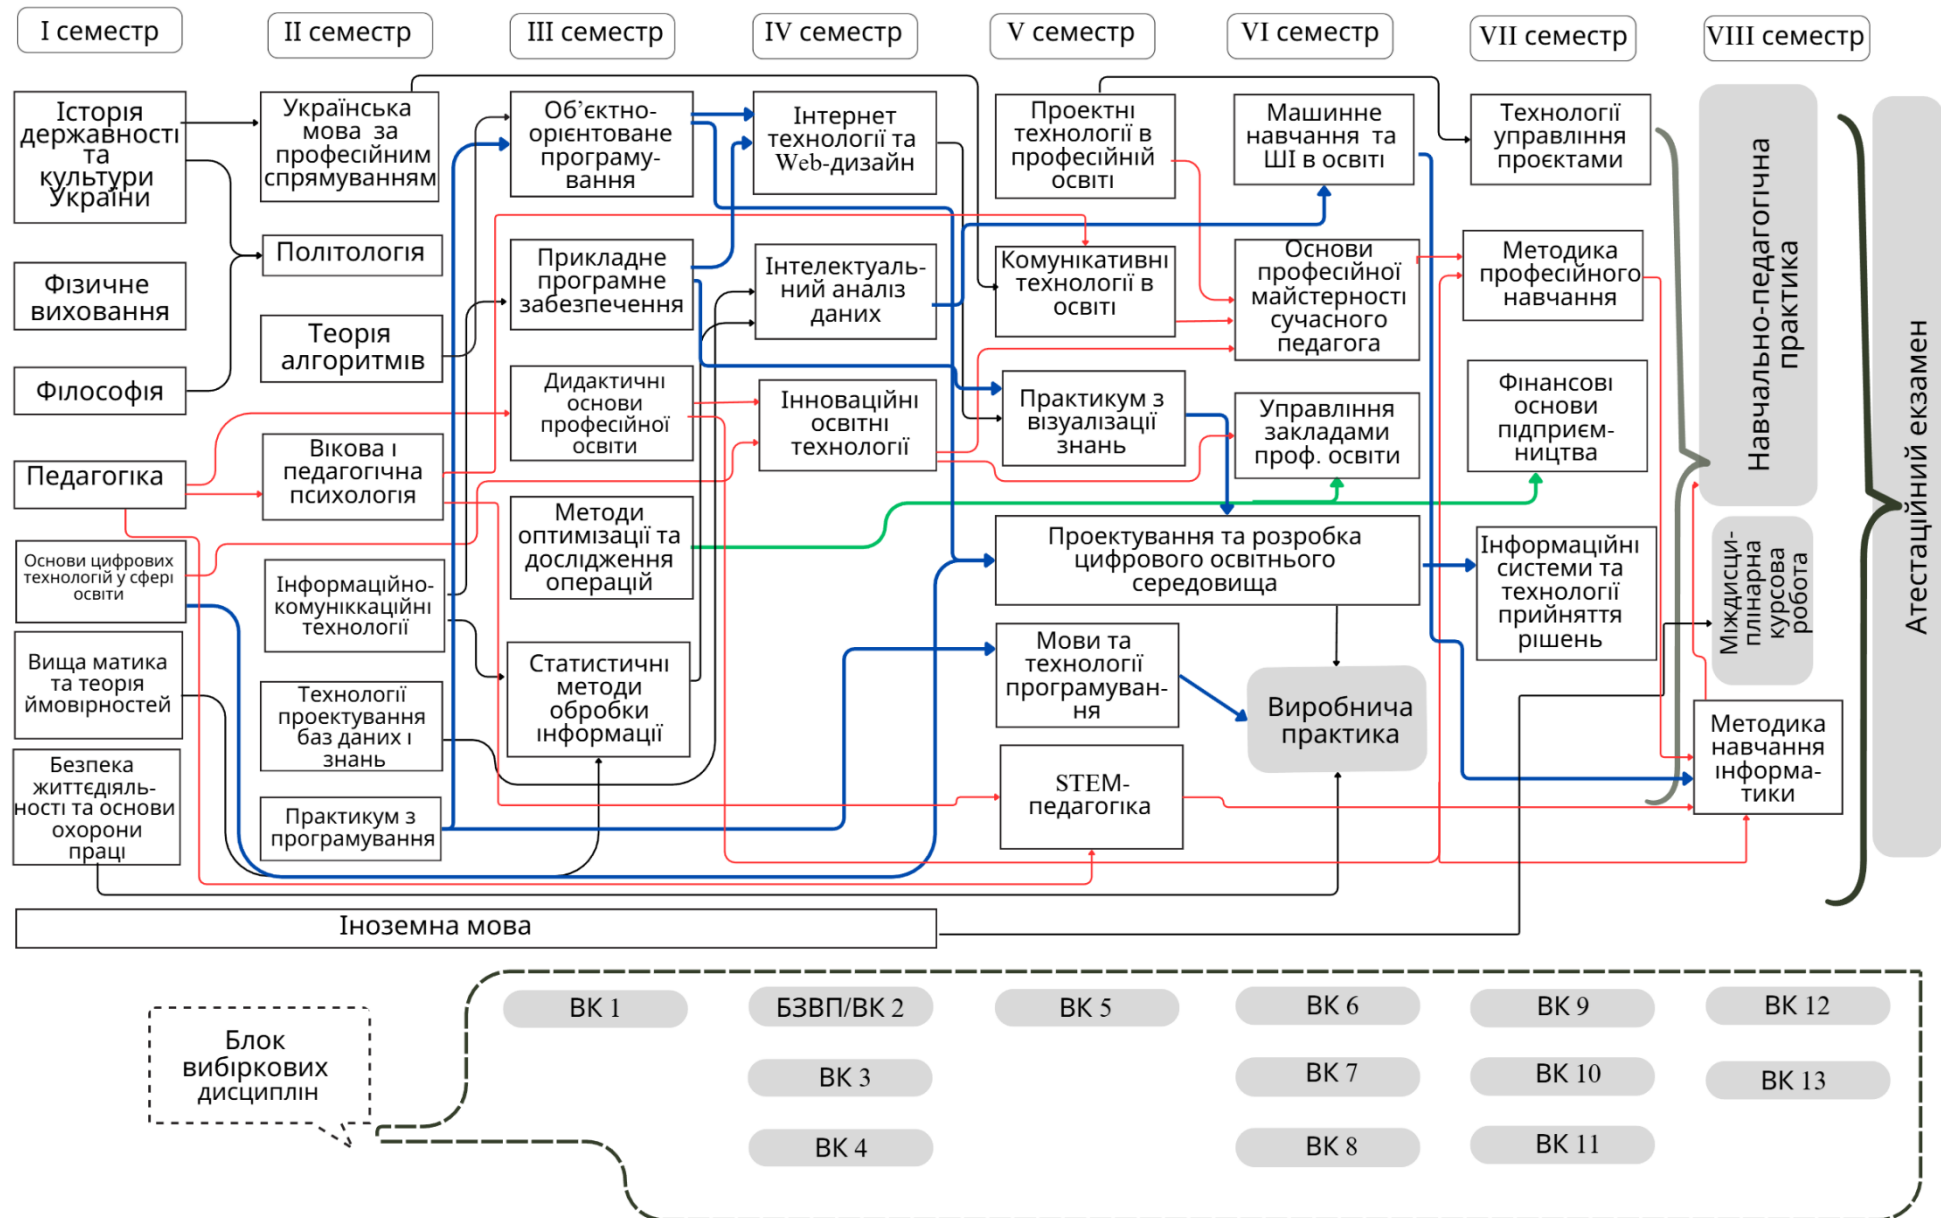 I семестр
II семестр
III семестр
IV семестр
V семестр
VI семестр
VII семестр
VIII семестр
Історія
державності
та
культури
України
Фізичне
виховання
Філософія
Педагогіка
Основи цифрових
технологій у сфері
освіти
Вища матика
та теорія
ймовірностей
Безпека
життєдіяль-
ності та основи
охорони
праці
Українська
мова за
професійним
спрямуванням
Політологія
Теорія
алгоритмів
Вікова і
педагогічна
психологія
Інформаційно-
комуніккаційні
технології
Технології
проектування
баз даних і
знань
Практикум з
програмування
Об’єктно-
орієнтоване
програму-
вання
Прикладне
програмне
забезпечення
Дидактичні
основи
професійної
освіти
Методи
оптимізації та
дослідження
операцій
Статистичні
методи
обробки
інформації
Інтернет
технології та
Web-дизайн
Інтелектуаль-
ний аналіз
даних
Інноваційні
освітні
технології
Проектні
технології в
професійній
освіті
Комунікативні
технології в
освіті
Практикум з
візуалізації
знань
Проектування та розробка
цифрового освітнього
середовища
Мови та
технології
програмуван-
ня
STEM-
педагогіка
Машинне
навчання та
ШІ в освіті
Основи
професійної
майстерності
сучасного
педагога
Управління
закладами
проф. освіти
Виробнича
практика
Технології
управління
проєктами
Методика
професійного
навчання
Фінансові
основи
підприєм-
ництва
Інформаційні
системи та
технології
прийняття
рішень
Навчально-педагогічна
практика
Міждисци-
плінарна
курсова
робота
Методика
навчання
інформа-
тики
Атестаційний екзамен
Іноземна мова
Блок
вибіркових
дисциплін
ВК 1
БЗВП/ВК 2
ВК 3
ВК 4
ВК 5
ВК 6
ВК 7
ВК 8
ВК 9
ВК 10
ВК 11
ВК 12
ВК 13